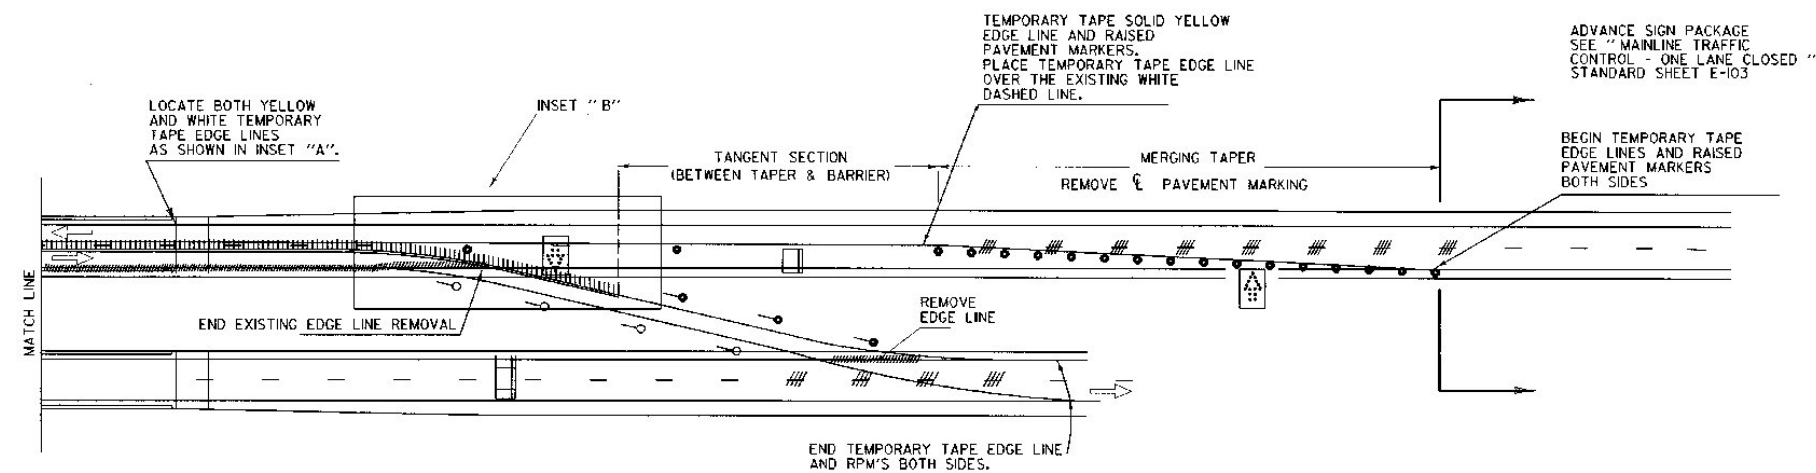 TEMPORARY TAPE SOLID YELLOW
EDGE LINE AND RAISED
PAVEMENT MARKERS.
PLACE TEMPORARY TAPE EDGE LINE
OVER THE EXISTING WHITE
DASHED LINE.
ADVANCE SIGN PACKAGE
SEE "MAINLINE TRAFFIC
CONTROL - ONE LANE CLOSED"
STANDARD SHEET E-103
LOCATE BOTH YELLOW
AND WHITE TEMPORARY
TAPE EDGE LINES
AS SHOWN IN INSET "A".
INSET "B"
TANGENT SECTION
(BETWEEN TAPER & BARRIER)
MERGING TAPER
REMOVE ℄ PAVEMENT MARKING
BEGIN TEMPORARY TAPE
EDGE LINES AND RAISED
PAVEMENT MARKERS
BOTH SIDES
MATCH LINE
END EXISTING EDGE LINE REMOVAL
REMOVE
EDGE LINE
END TEMPORARY TAPE EDGE LINE
AND RPM'S BOTH SIDES.